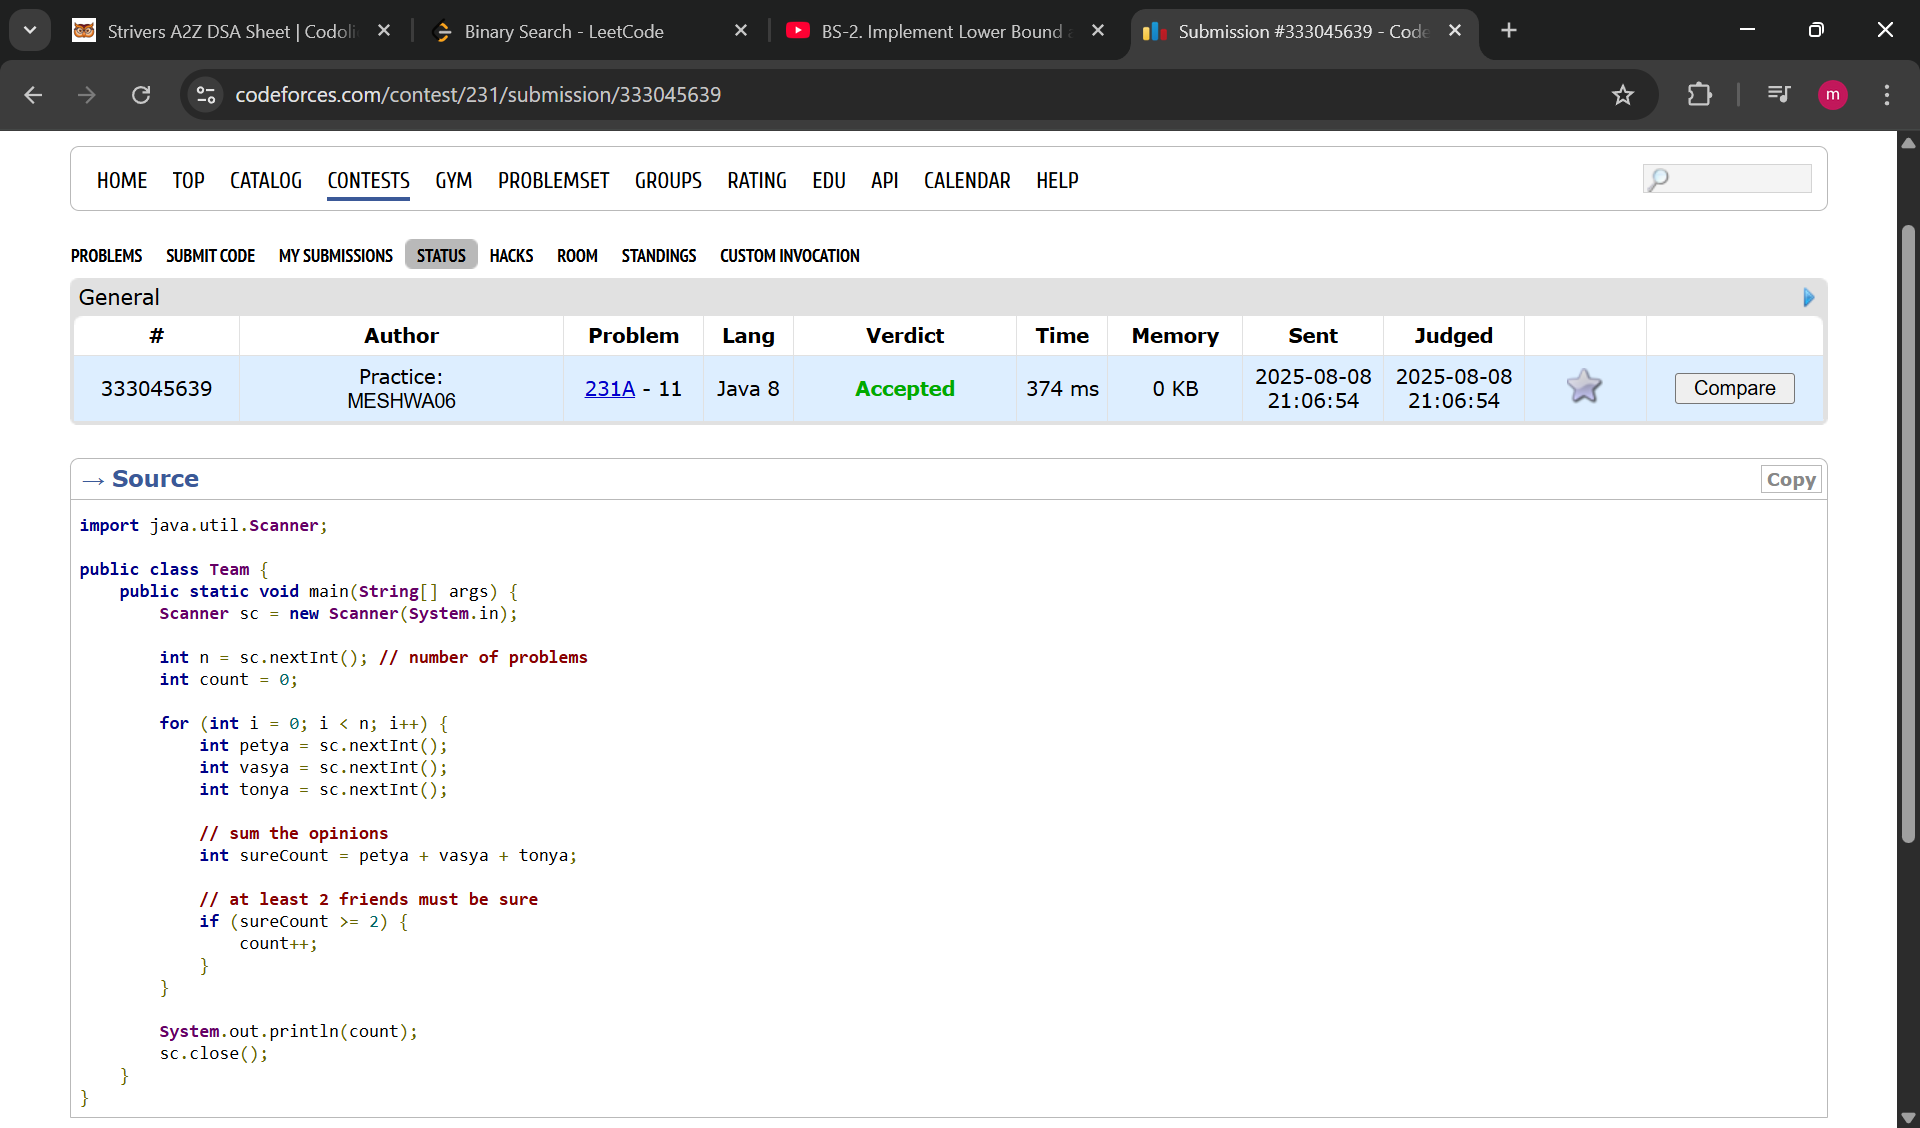 Strivers A2Z DSA Sheet | Codoli
Binary Search - LeetCode
BS-2. Implement Lower Bound a
Submission #333045639 - Code
codeforces.com/contest/231/submission/333045639
m
HOME TOP CATALOG CONTESTS GYM PROBLEMSET GROUPS RATING EDU API CALENDAR HELP
PROBLEMS SUBMIT CODE MY SUBMISSIONS STATUS HACKS ROOM STANDINGS CUSTOM INVOCATION
General
# Author Problem Lang Verdict Time Memory Sent Judged
333045639 Practice: MESHWA06 231A - 11 Java 8 Accepted 374 ms 0 KB 2025-08-08 21:06:54 2025-08-08 21:06:54 Compare
→ Source Copy
import java.util.Scanner;
public class Team {
    public static void main(String[] args) {
        Scanner sc = new Scanner(System.in);
        int n = sc.nextInt(); // number of problems
        int count = 0;
        for (int i = 0; i < n; i++) {
            int petya = sc.nextInt();
            int vasya = sc.nextInt();
            int tonya = sc.nextInt();
            // sum the opinions
            int sureCount = petya + vasya + tonya;
            // at least 2 friends must be sure
            if (sureCount >= 2) {
                count++;
            }
        }
        System.out.println(count);
        sc.close();
    }
}